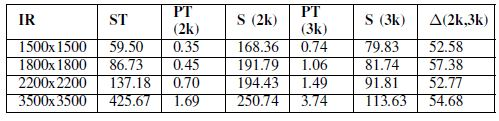 IR ST PT (2k) S (2k) PT (3k) S (3k) Δ(2k,3k)
1500x1500 59.50 0.35 168.36 0.74 79.83 52.58
1800x1800 86.73 0.45 191.79 1.06 81.74 57.38
2200x2200 137.18 0.70 194.43 1.49 91.81 52.77
3500x3500 425.67 1.69 250.74 3.74 113.63 54.68